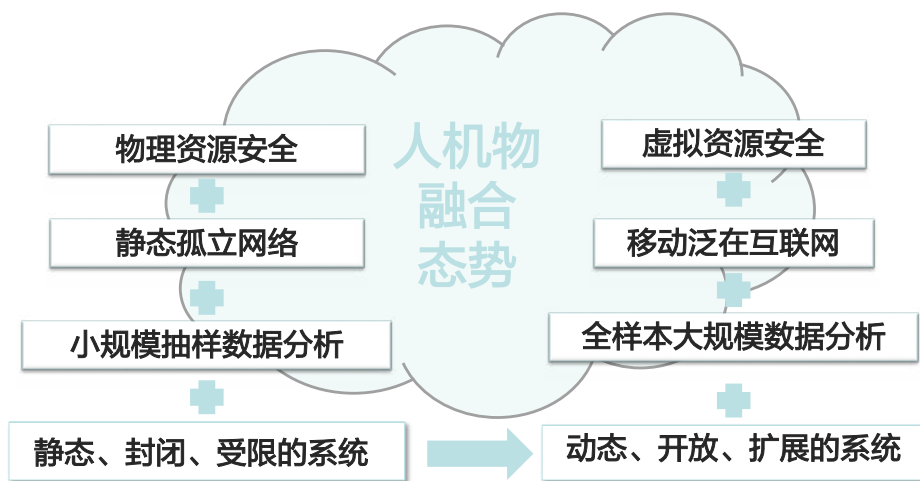 人机物
融合
态势
物理资源安全
静态孤立网络
小规模抽样数据分析
静态、封闭、受限的系统
虚拟资源安全
移动泛在互联网
全样本大规模数据分析
动态、开放、扩展的系统